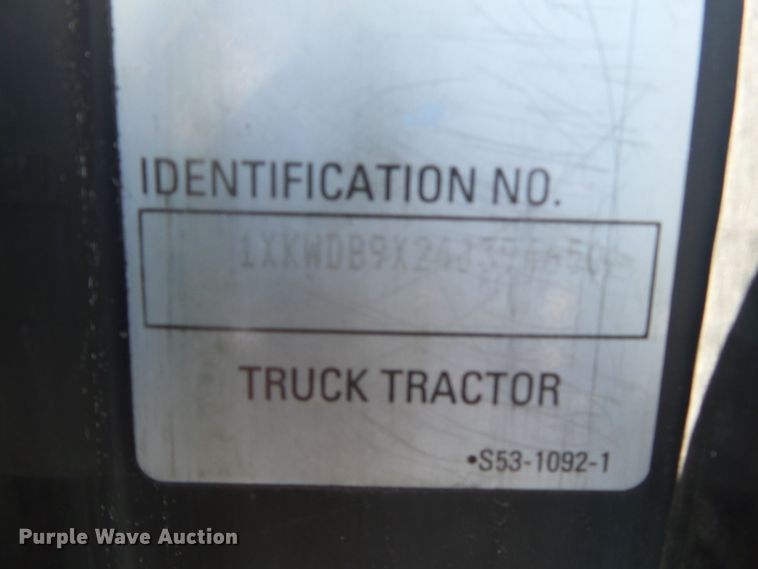 IDENTIFICATION NO.
TRUCK TRACTOR
•S53-1092-1
Purple Wave Auction